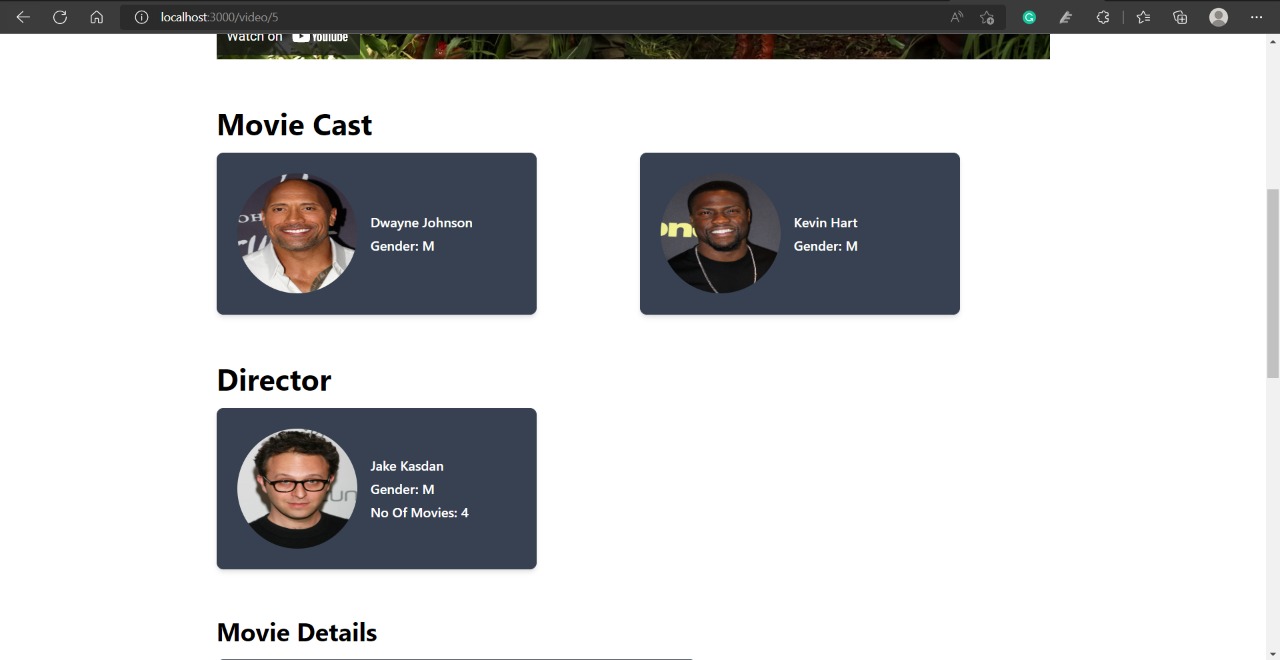 localhost:3000/video/5
Watch on YouTube
Movie Cast
Dwayne Johnson
Gender: M
Kevin Hart
Gender: M
Director
Jake Kasdan
Gender: M
No Of Movies: 4
Movie Details